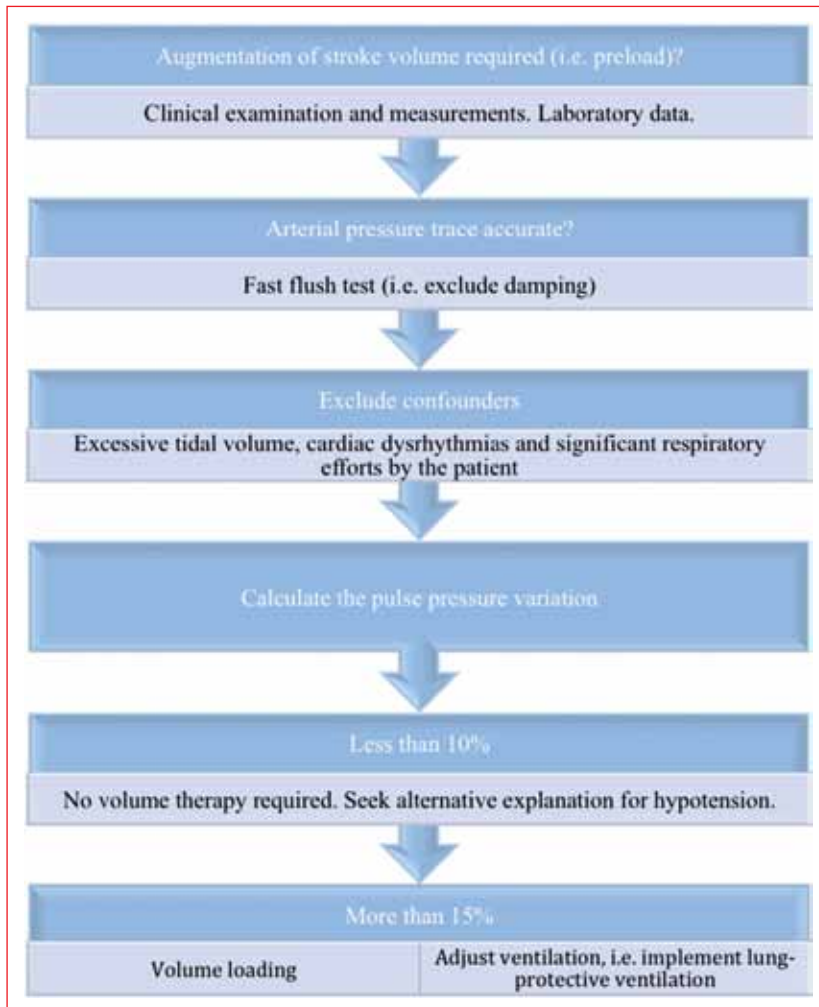 Augmentation of stroke volume required (i.e. preload)?
Clinical examination and measurements. Laboratory data.
Arterial pressure trace accurate?
Fast flush test (i.e. exclude damping)
Exclude confounders
Excessive tidal volume, cardiac dysrhythmias and significant respiratory
efforts by the patient
Calculate the pulse pressure variation
Less than 10%
No volume therapy required. Seek alternative explanation for hypotension.
More than 15%
Volume loading
Adjust ventilation, i.e. implement lung-
protective ventilation